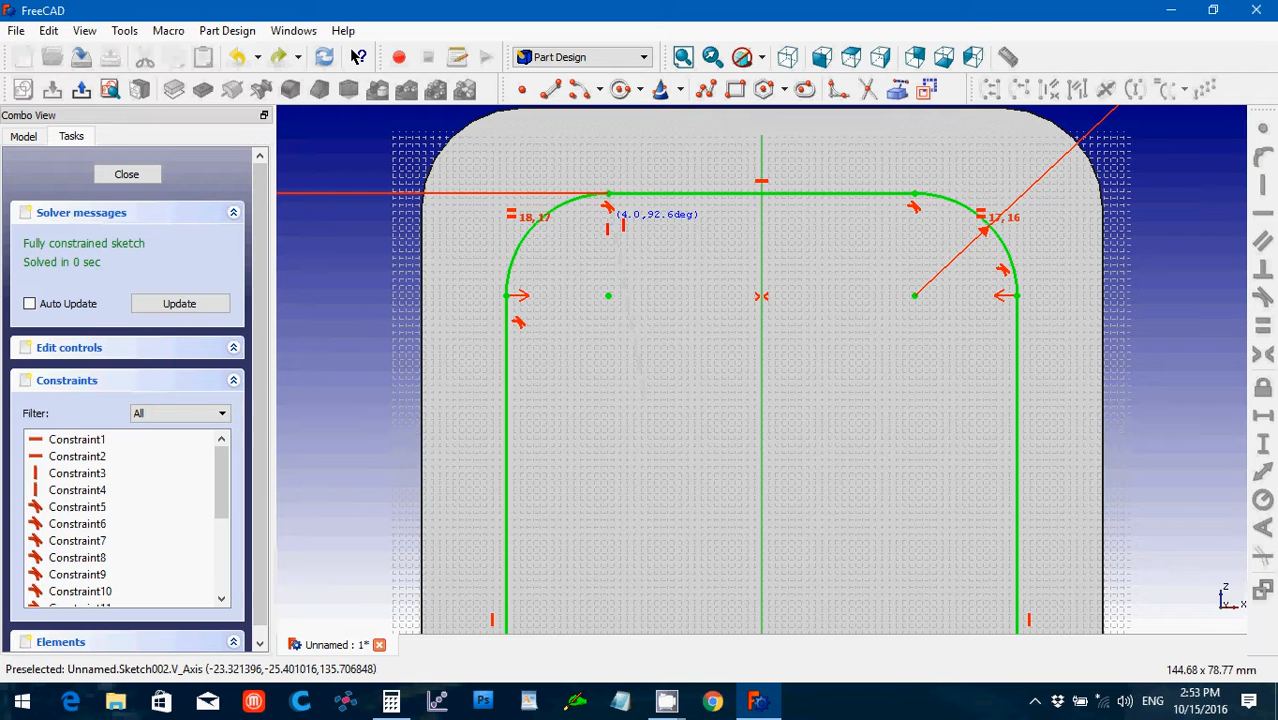 FreeCAD
File Edit View Tools Macro Part Design Windows Help
Part Design
Combo View
Model Tasks
Close
Solver messages
Fully constrained sketch
Solved in 0 sec
Auto Update Update
Edit controls
Constraints
Filter: All
Constraint1
Constraint2
Constraint3
Constraint4
Constraint5
Constraint6
Constraint7
Constraint8
Constraint9
Constraint10
Elements
18, 17
(4.0,92.6deg)
17, 16
Z
Y X
Unnamed : 1*
Preselected: Unnamed.Sketch002.V_Axis (-23.321396,-25.401016,135.706848)
144.68 x 78.77 mm
Ps
ENG
2:53 PM
10/15/2016